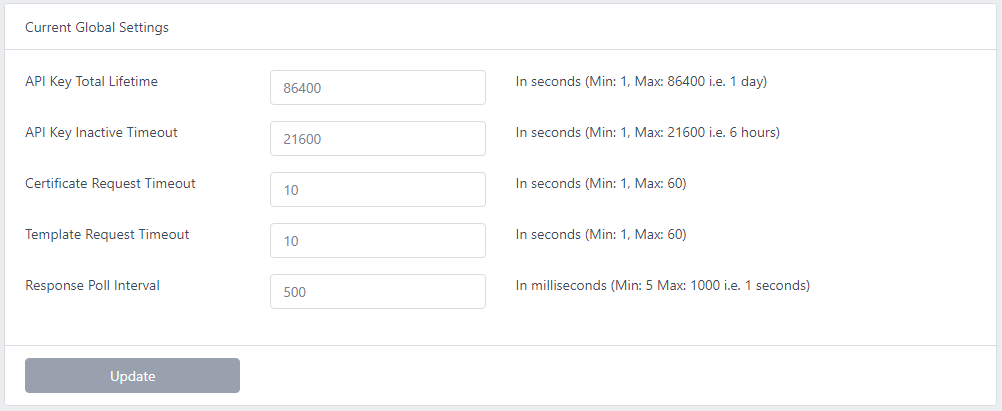 Current Global Settings
API Key Total Lifetime 86400 In seconds (Min: 1, Max: 86400 i.e. 1 day)
API Key Inactive Timeout 21600 In seconds (Min: 1, Max: 21600 i.e. 6 hours)
Certificate Request Timeout 10 In seconds (Min: 1, Max: 60)
Template Request Timeout 10 In seconds (Min: 1, Max: 60)
Response Poll Interval 500 In milliseconds (Min: 5 Max: 1000 i.e. 1 seconds)
Update